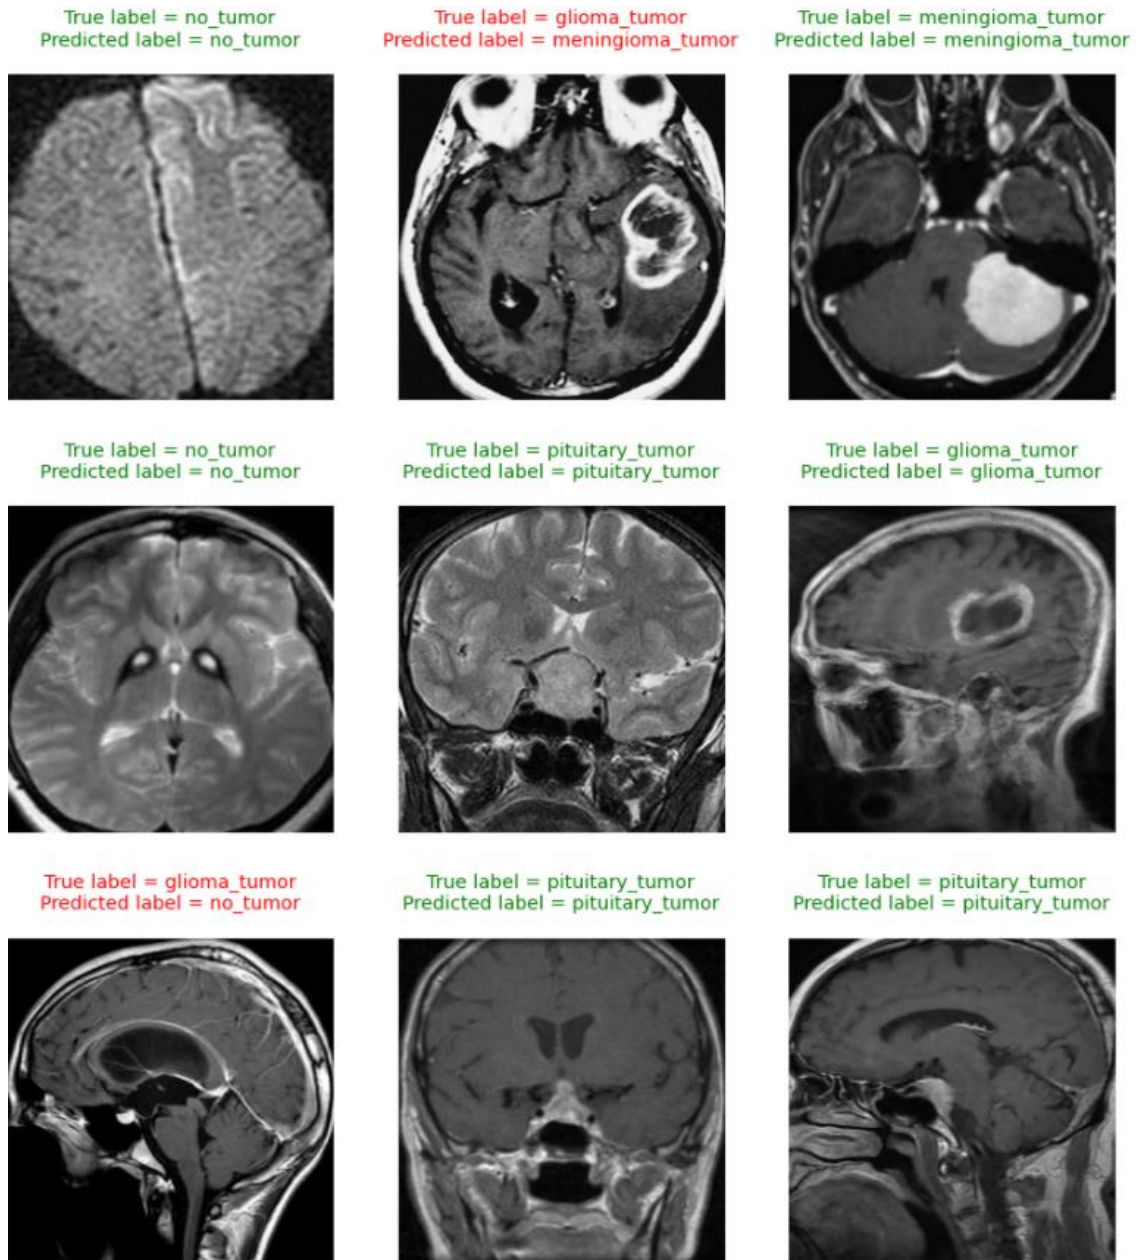 True label = no_tumor
Predicted label = no_tumor
True label = glioma_tumor
Predicted label = meningioma_tumor
True label = meningioma_tumor
Predicted label = meningioma_tumor
True label = no_tumor
Predicted label = no_tumor
True label = pituitary_tumor
Predicted label = pituitary_tumor
True label = glioma_tumor
Predicted label = glioma_tumor
True label = glioma_tumor
Predicted label = no_tumor
True label = pituitary_tumor
Predicted label = pituitary_tumor
True label = pituitary_tumor
Predicted label = pituitary_tumor